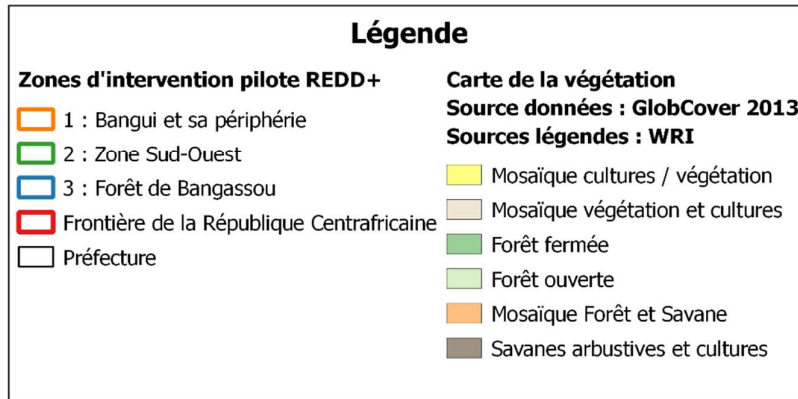 Légende
Zones d'intervention pilote REDD+
1 : Bangui et sa périphérie
2 : Zone Sud-Ouest
3 : Forêt de Bangassou
Frontière de la République Centrafricaine
Préfecture
Carte de la végétation
Source données : GlobCover 2013
Sources légendes : WRI
Mosaïque cultures / végétation
Mosaïque végétation et cultures
Forêt fermée
Forêt ouverte
Mosaïque Forêt et Savane
Savanes arbustives et cultures